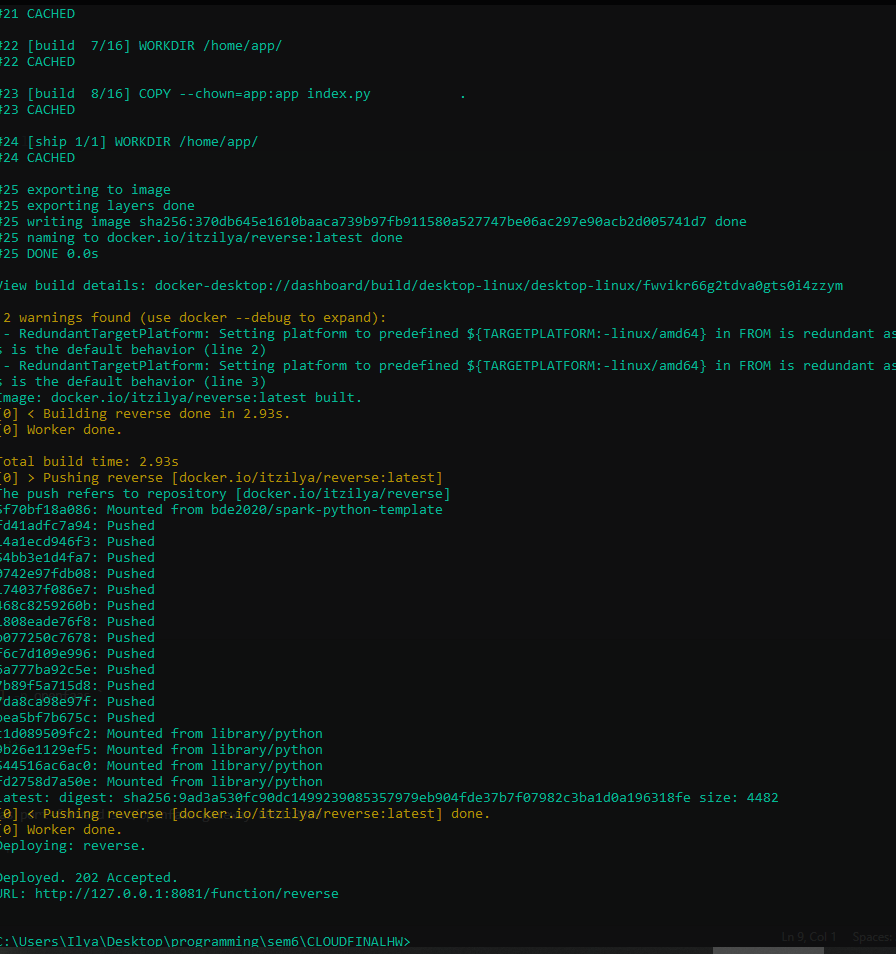 #21 CACHED
#22 [build  7/16] WORKDIR /home/app/
#22 CACHED
#23 [build  8/16] COPY --chown=app:app index.py           .
#23 CACHED
#24 [ship 1/1] WORKDIR /home/app/
#24 CACHED
#25 exporting to image
#25 exporting layers done
#25 writing image sha256:370db645e1610baaca739b97fb911580a527747be06ac297e90acb2d005741d7 done
#25 naming to docker.io/itzilya/reverse:latest done
#25 DONE 0.0s
View build details: docker-desktop://dashboard/build/desktop-linux/desktop-linux/fwvikr66g2tdva0gts0i4zzym
2 warnings found (use docker --debug to expand):
- RedundantTargetPlatform: Setting platform to predefined ${TARGETPLATFORM:-linux/amd64} in FROM is redundant as
s is the default behavior (line 2)
- RedundantTargetPlatform: Setting platform to predefined ${TARGETPLATFORM:-linux/amd64} in FROM is redundant as
s is the default behavior (line 3)
Image: docker.io/itzilya/reverse:latest built.
[0] < Building reverse done in 2.93s.
[0] Worker done.
Total build time: 2.93s
[0] > Pushing reverse [docker.io/itzilya/reverse:latest]
The push refers to repository [docker.io/itzilya/reverse]
5f70bf18a086: Mounted from bde2020/spark-python-template
fd41adfc7a94: Pushed
14a1ecd946f3: Pushed
54bb3e1d4fa7: Pushed
0742e97fdb08: Pushed
174037f086e7: Pushed
468c8259260b: Pushed
1808eade76f8: Pushed
b077250c7678: Pushed
f6c7d109e996: Pushed
6a777ba92c5e: Pushed
7b89f5a715d8: Pushed
7da8ca98e97f: Pushed
bea5bf7b675c: Pushed
c1d089509fc2: Mounted from library/python
9b26e1129ef5: Mounted from library/python
544516ac6ac0: Mounted from library/python
fd2758d7a50e: Mounted from library/python
latest: digest: sha256:9ad3a530fc90dc1499239085357979eb904fde37b7f07982c3ba1d0a196318fe size: 4482
[0] < Pushing reverse [docker.io/itzilya/reverse:latest] done.
[0] Worker done.
Deploying: reverse.
Deployed. 202 Accepted.
URL: http://127.0.0.1:8081/function/reverse
Ln 9, Col 1 Spaces:
C:\Users\Ilya\Desktop\programming\sem6\CLOUDFINALHW>